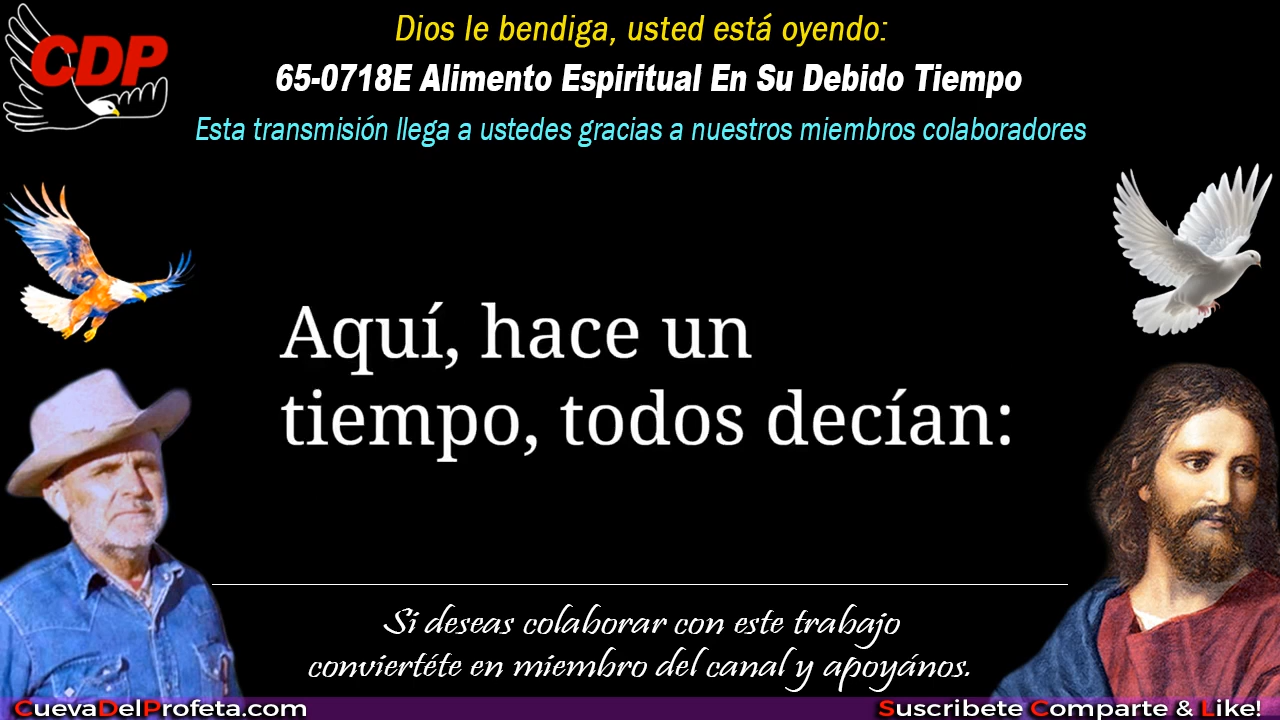 CDP
Dios le bendiga, usted está oyendo:
65-0718E Alimento Espiritual En Su Debido Tiempo
Esta transmisión llega a ustedes gracias a nuestros miembros colaboradores
Aquí, hace un
tiempo, todos decían:
Si deseas colaborar con este trabajo
conviertéte en miembro del canal y apoyános.
CuevaDelProfeta.com
Suscribete Comparte & Like!